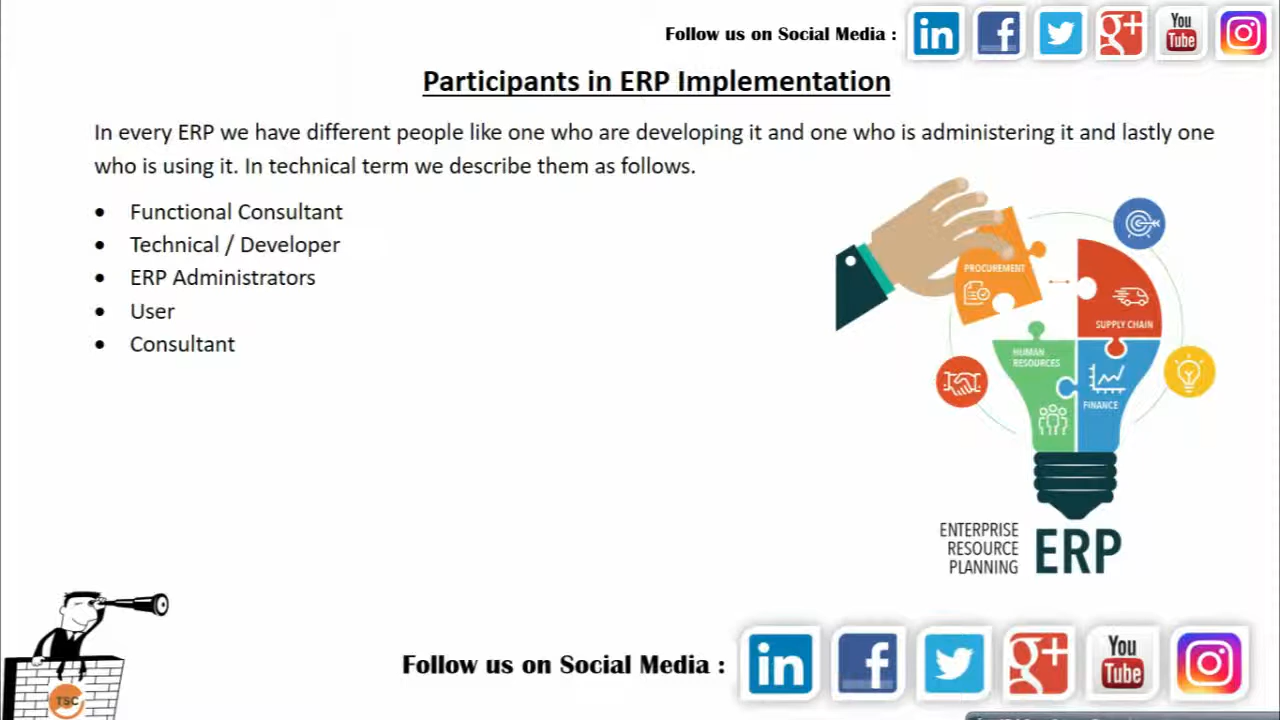 Follow us on Social Media :
You
Tube
Participants in ERP Implementation
In every ERP we have different people like one who are developing it and one who is administering it and lastly one
who is using it. In technical term we describe them as follows.
• Functional Consultant
• Technical / Developer
• ERP Administrators
• User
• Consultant
PROCUREMENT
SUPPLY CHAIN
HUMAN
RESOURCES
FINANCE
ENTERPRISE
RESOURCE
PLANNING
ERP
TSC
Follow us on Social Media :
in
f
g+
You
Tube